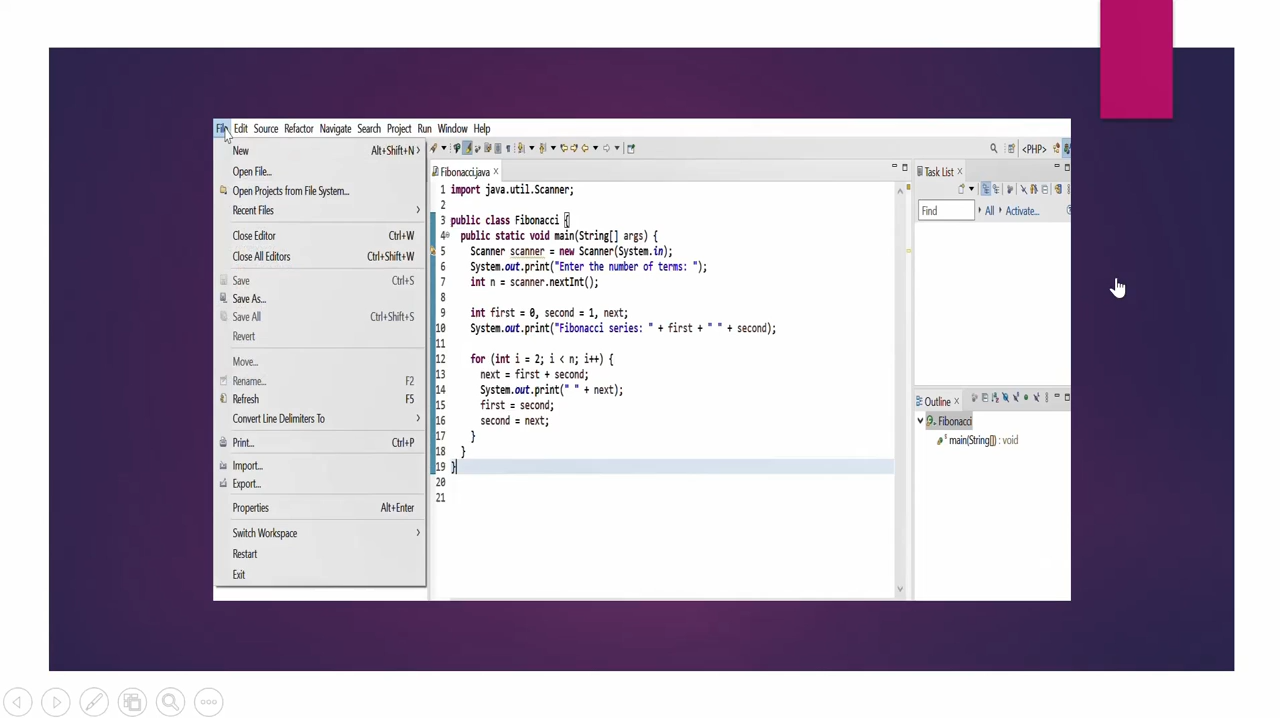 File Edit Source Refactor Navigate Search Project Run Window Help
New Alt+Shift+N
Open File...
Open Projects from File System...
Recent Files
Close Editor Ctrl+W
Close All Editors Ctrl+Shift+W
Save Ctrl+S
Save As...
Save All Ctrl+Shift+S
Revert
Move...
Rename... F2
Refresh F5
Convert Line Delimiters To
Print... Ctrl+P
Import...
Export...
Properties Alt+Enter
Switch Workspace
Restart
Exit
Fibonacci.java
1 import java.util.Scanner;
2
3 public class Fibonacci {
4 public static void main(String[] args) {
5 Scanner scanner = new Scanner(System.in);
6 System.out.print("Enter the number of terms: ");
7 int n = scanner.nextInt();
8
9 int first = 0, second = 1, next;
10 System.out.print("Fibonacci series: " + first + " " + second);
11
12 for (int i = 2; i < n; i++) {
13 next = first + second;
14 System.out.print(" " + next);
15 first = second;
16 second = next;
17 }
18 }
19 }
20
21
<PHP>
Task List
Find All Activate...
Outline
Fibonacci
main(String[]) : void